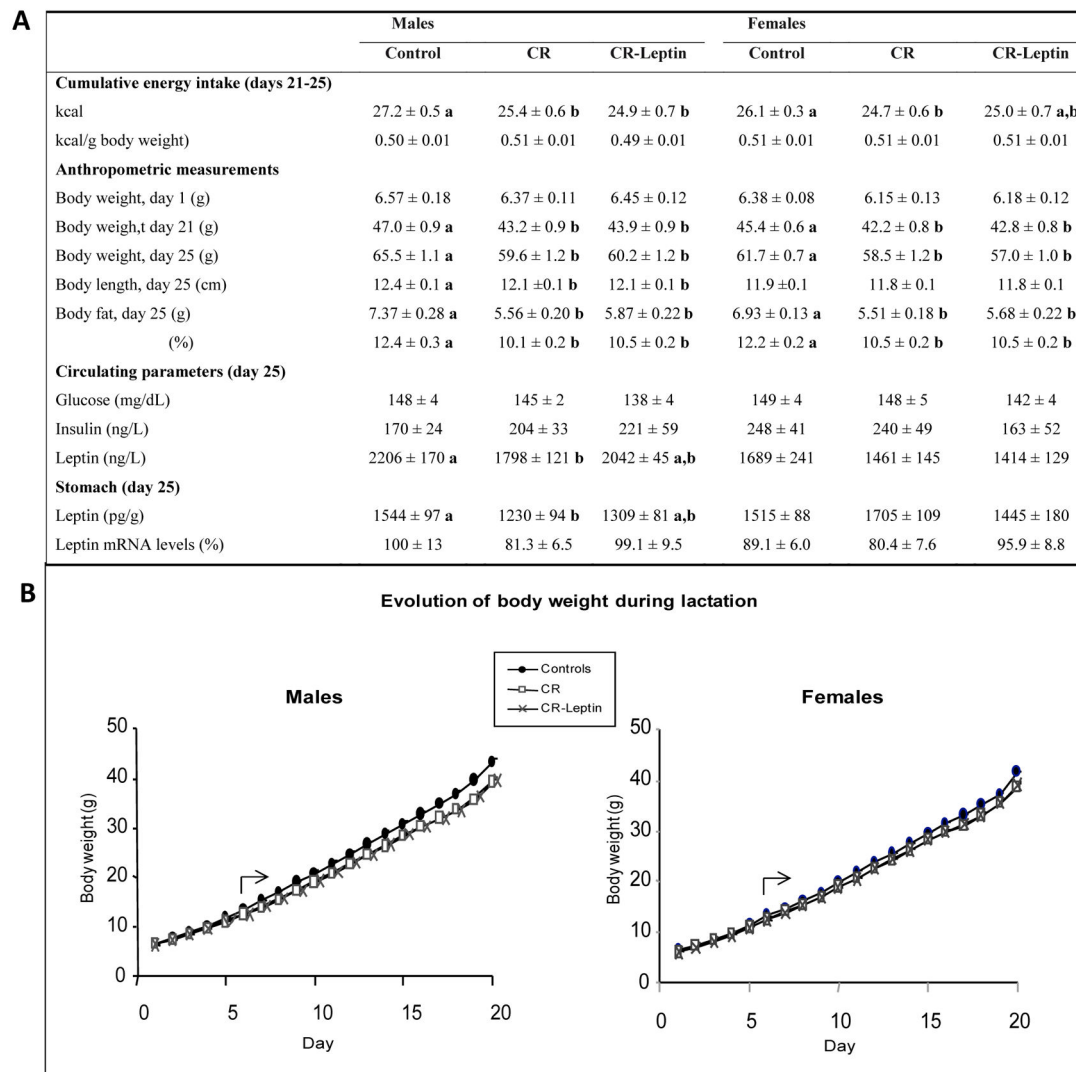 A
Males Females
Control CR CR-Leptin Control CR CR-Leptin
Cumulative energy intake (days 21-25)
kcal 27.2 ± 0.5 a 25.4 ± 0.6 b 24.9 ± 0.7 b 26.1 ± 0.3 a 24.7 ± 0.6 b 25.0 ± 0.7 a,b
kcal/g body weight) 0.50 ± 0.01 0.51 ± 0.01 0.49 ± 0.01 0.51 ± 0.01 0.51 ± 0.01 0.51 ± 0.01
Anthropometric measurements
Body weight, day 1 (g) 6.57 ± 0.18 6.37 ± 0.11 6.45 ± 0.12 6.38 ± 0.08 6.15 ± 0.13 6.18 ± 0.12
Body weigh,t day 21 (g) 47.0 ± 0.9 a 43.2 ± 0.9 b 43.9 ± 0.9 b 45.4 ± 0.6 a 42.2 ± 0.8 b 42.8 ± 0.8 b
Body weight, day 25 (g) 65.5 ± 1.1 a 59.6 ± 1.2 b 60.2 ± 1.2 b 61.7 ± 0.7 a 58.5 ± 1.2 b 57.0 ± 1.0 b
Body length, day 25 (cm) 12.4 ± 0.1 a 12.1 ±0.1 b 12.1 ± 0.1 b 11.9 ±0.1 11.8 ± 0.1 11.8 ± 0.1
Body fat, day 25 (g) 7.37 ± 0.28 a 5.56 ± 0.20 b 5.87 ± 0.22 b 6.93 ± 0.13 a 5.51 ± 0.18 b 5.68 ± 0.22 b
(%) 12.4 ± 0.3 a 10.1 ± 0.2 b 10.5 ± 0.2 b 12.2 ± 0.2 a 10.5 ± 0.2 b 10.5 ± 0.2 b
Circulating parameters (day 25)
Glucose (mg/dL) 148 ± 4 145 ± 2 138 ± 4 149 ± 4 148 ± 5 142 ± 4
Insulin (ng/L) 170 ± 24 204 ± 33 221 ± 59 248 ± 41 240 ± 49 163 ± 52
Leptin (ng/L) 2206 ± 170 a 1798 ± 121 b 2042 ± 45 a,b 1689 ± 241 1461 ± 145 1414 ± 129
Stomach (day 25)
Leptin (pg/g) 1544 ± 97 a 1230 ± 94 b 1309 ± 81 a,b 1515 ± 88 1705 ± 109 1445 ± 180
Leptin mRNA levels (%) 100 ± 13 81.3 ± 6.5 99.1 ± 9.5 89.1 ± 6.0 80.4 ± 7.6 95.9 ± 8.8
B
Evolution of body weight during lactation
Controls
CR
CR-Leptin
Males
50
40
30
20
10
0
Body weight (g)
0 5 10 15 20
Day
Females
50
40
30
20
10
0
Body weight (g)
0 5 10 15 20
Day